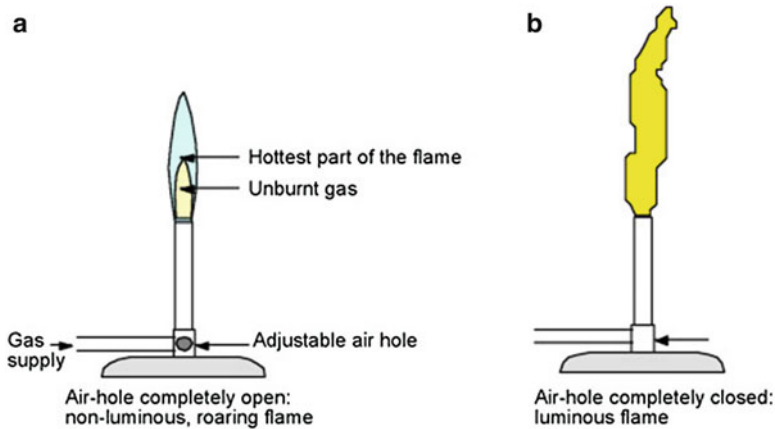 a
Hottest part of the flame
Unburnt gas
Gas
supply
Adjustable air hole
Air-hole completely open:
non-luminous, roaring flame
b
Air-hole completely closed:
luminous flame